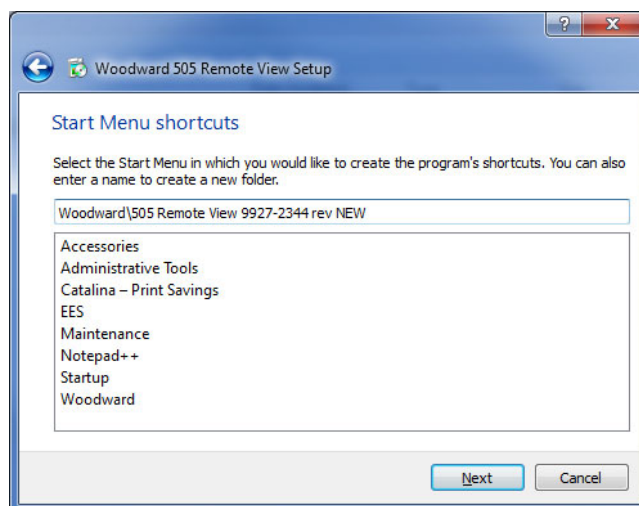 Woodward 505 Remote View Setup
Start Menu shortcuts
Select the Start Menu in which you would like to create the program's shortcuts. You can also
enter a name to create a new folder.
Woodward\505 Remote View 9927-2344 rev NEW
Accessories
Administrative Tools
Catalina – Print Savings
EES
Maintenance
Notepad++
Startup
Woodward
Next
Cancel